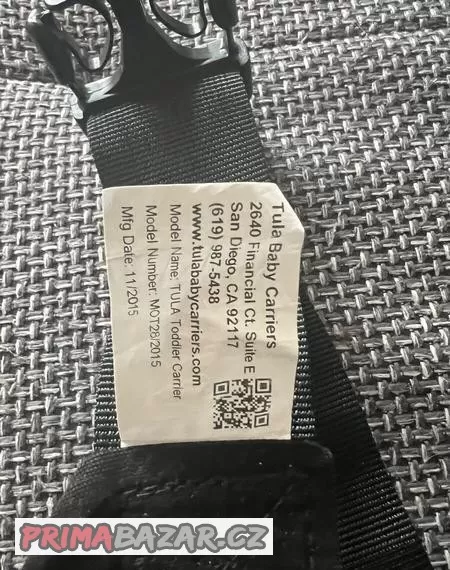 Tula Baby Carriers
2640 Financial Ct. Suite E
San Diego, CA 92117
(619) 987-5438
www.tulababycarriers.com
Model Name: TULA Toddler Carrier
Model Number: MOT28/2015
Mfg Date: 11/2015
PRIMABAZAR.CZ